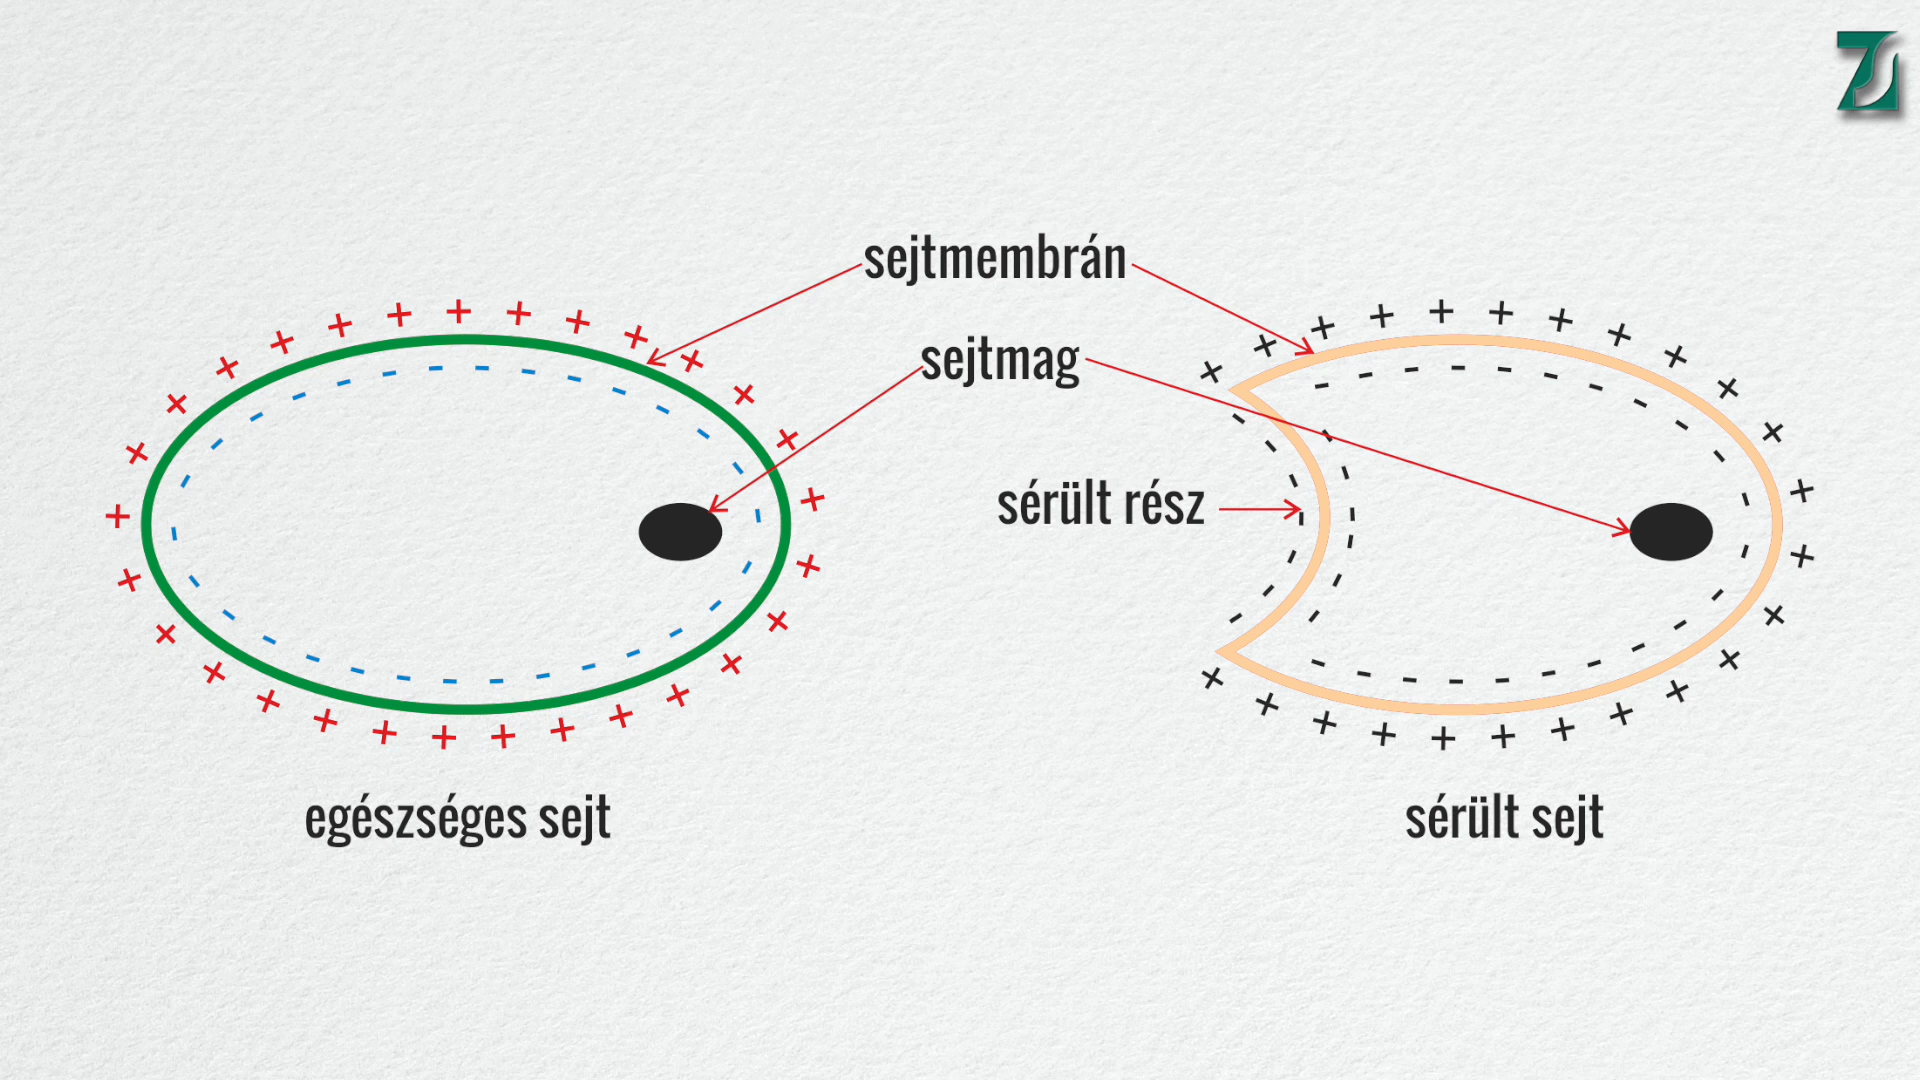 sejtmembrán
sejtmag
sérült rész
egészséges sejt
sérült sejt